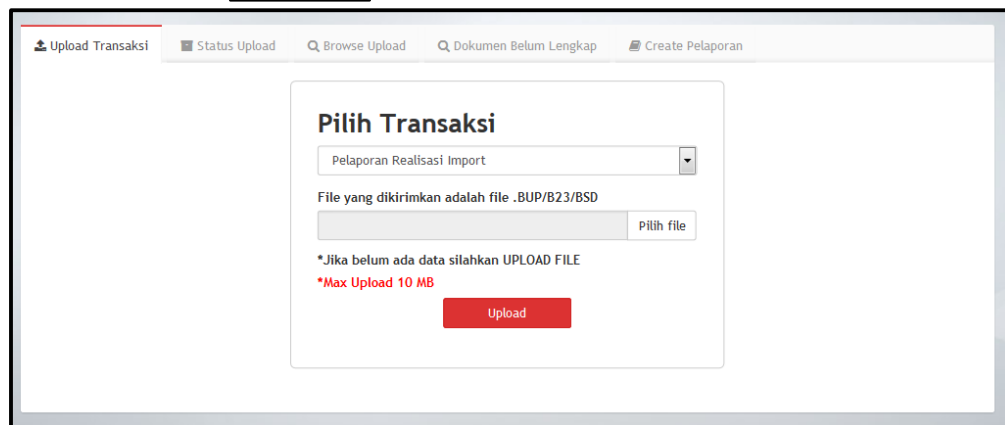 Upload Transaksi Status Upload Browse Upload Dokumen Belum Lengkap Create Pelaporan
Pilih Transaksi
Pelaporan Realisasi Import
File yang dikirimkan adalah file .BUP/B23/BSD
Pilih file
*Jika belum ada data silahkan UPLOAD FILE
*Max Upload 10 MB
Upload